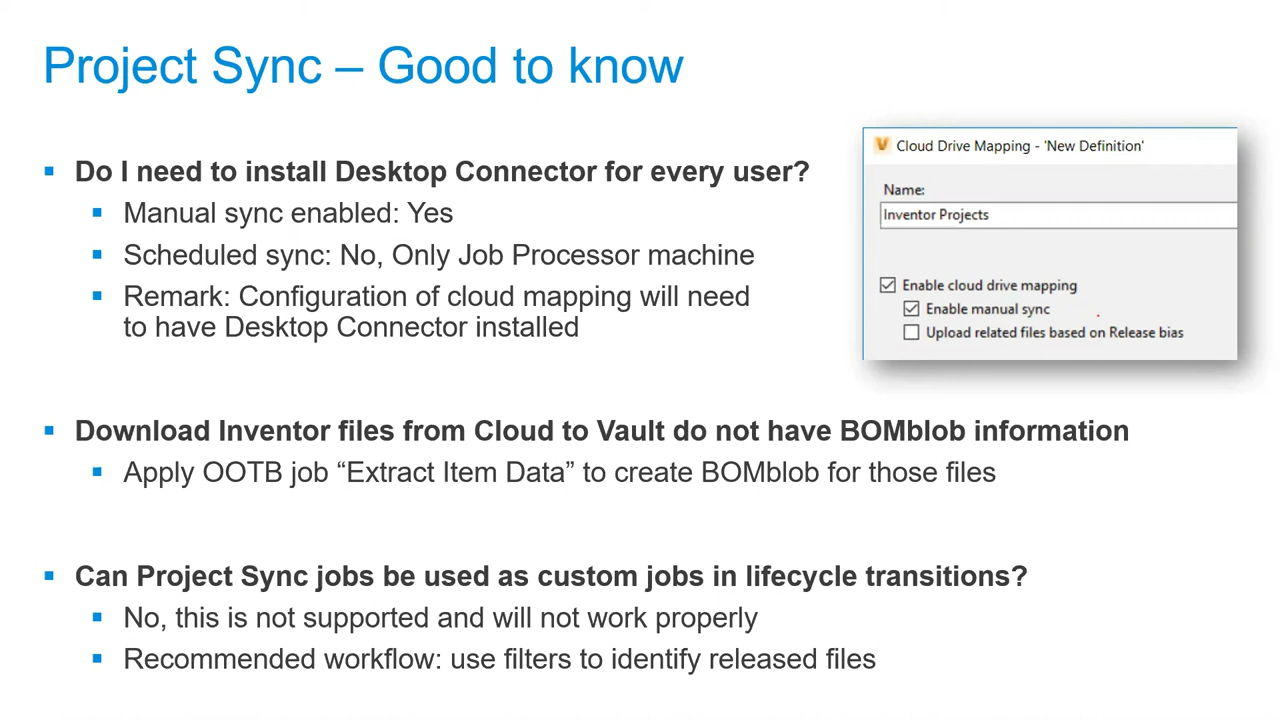 Project Sync – Good to know
Do I need to install Desktop Connector for every user?
Manual sync enabled: Yes
Scheduled sync: No, Only Job Processor machine
Remark: Configuration of cloud mapping will need
to have Desktop Connector installed
Cloud Drive Mapping - 'New Definition'
Name:
Inventor Projects
Enable cloud drive mapping
Enable manual sync
Upload related files based on Release bias
Download Inventor files from Cloud to Vault do not have BOMblob information
Apply OOTB job “Extract Item Data” to create BOMblob for those files
Can Project Sync jobs be used as custom jobs in lifecycle transitions?
No, this is not supported and will not work properly
Recommended workflow: use filters to identify released files